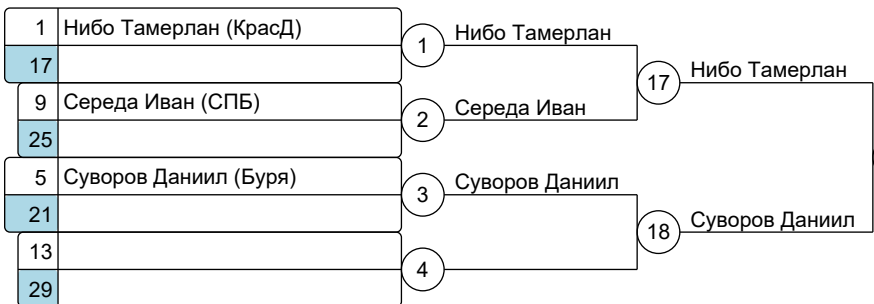 1 Нибо Тамерлан (КрасД)
17
9 Середа Иван (СПБ)
25
5 Суворов Даниил (Буря)
21
13
29
1 Нибо Тамерлан
2 Середа Иван
3 Суворов Даниил
4
17 Нибо Тамерлан
18 Суворов Даниил